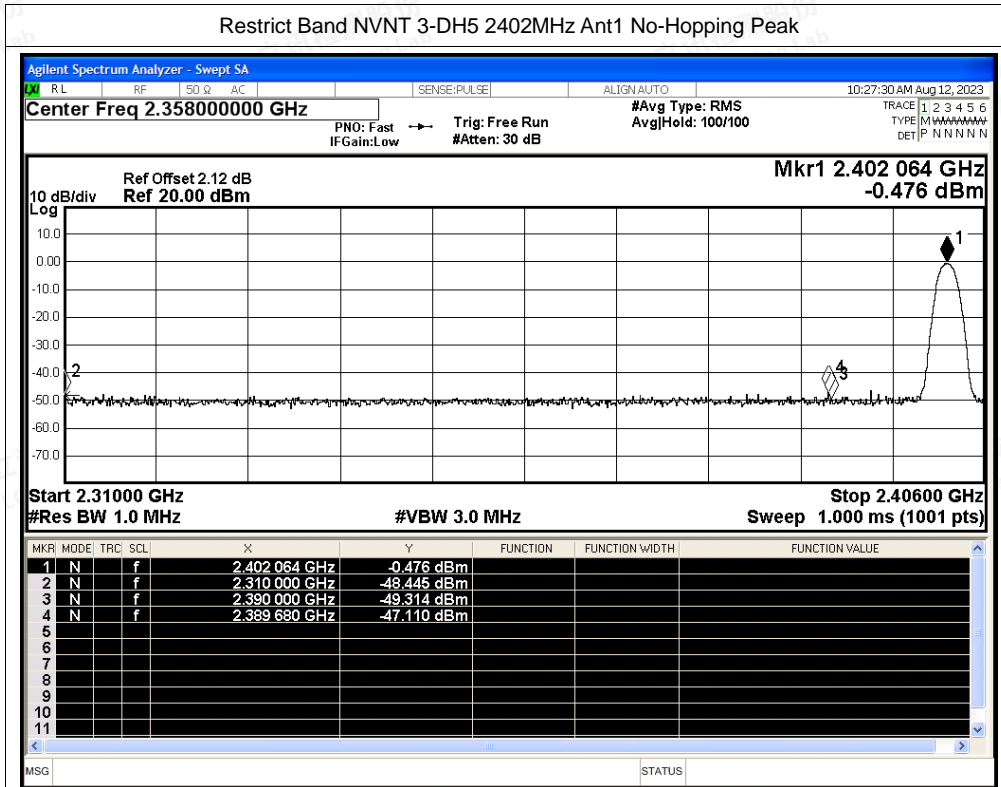 Restrict Band NVNT 3-DH5 2402MHz Ant1 No-Hopping Peak
Agilent Spectrum Analyzer - Swept SA
RL RF 50 Ω AC SENSE:PULSE ALIGN AUTO 10:27:30 AM Aug 12, 2023
Center Freq 2.358000000 GHz #Avg Type: RMS TRACE 1 2 3 4 5 6
PNO: Fast Trig: Free Run Avg|Hold: 100/100 TYPE M
IFGain:Low #Atten: 30 dB DET P N N N N N
Mkr1 2.402 064 GHz
Ref Offset 2.12 dB -0.476 dBm
10 dB/div Ref 20.00 dBm
Log
10.0
1
0.00
-10.0
-20.0
-30.0
-40.0 2 4 3
-50.0
-60.0
-70.0
Start 2.31000 GHz Stop 2.40600 GHz
#Res BW 1.0 MHz #VBW 3.0 MHz Sweep 1.000 ms (1001 pts)
MKR MODE TRC SCL X Y FUNCTION FUNCTION WIDTH FUNCTION VALUE
1 N f 2.402 064 GHz -0.476 dBm
2 N f 2.310 000 GHz -48.445 dBm
3 N f 2.390 000 GHz -49.314 dBm
4 N f 2.389 680 GHz -47.110 dBm
5
6
7
8
9
10
11
MSG STATUS